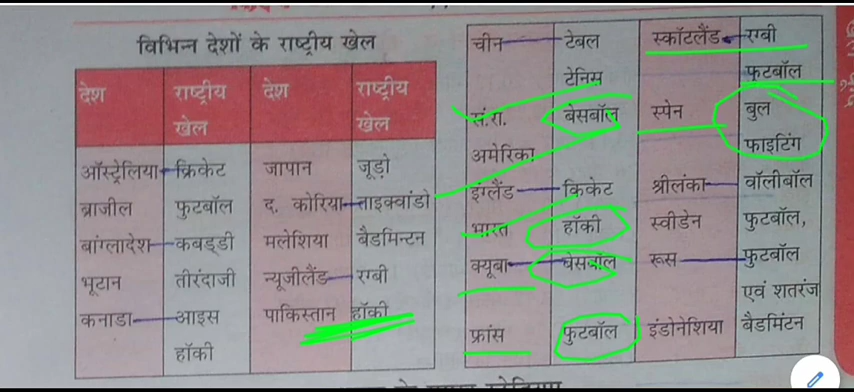 विभिन्न देशों के राष्ट्रीय खेल
देश राष्ट्रीय खेल देश राष्ट्रीय खेल
ऑस्ट्रेलिया क्रिकेट जापान जूड़ो
ब्राजील फुटबॉल द. कोरिया ताइक्वांडो
बांग्लादेश कबड्डी मलेशिया बैडमिन्टन
भूटान तीरंदाजी न्यूजीलैंड रग्बी
कनाडा आइस हॉकी पाकिस्तान हॉकी
चीन टेबल टेनिस स्कॉटलैंड रग्बी फुटबॉल
सं.रा. अमेरिका बेसबॉल स्पेन बुल फाइटिंग
इंग्लैंड क्रिकेट श्रीलंका वॉलीबॉल
भारत हॉकी स्वीडेन फुटबॉल,
क्यूबा बेसबॉल रूस फुटबॉल एवं शतरंज
फ्रांस फुटबॉल इंडोनेशिया बैडमिंटन